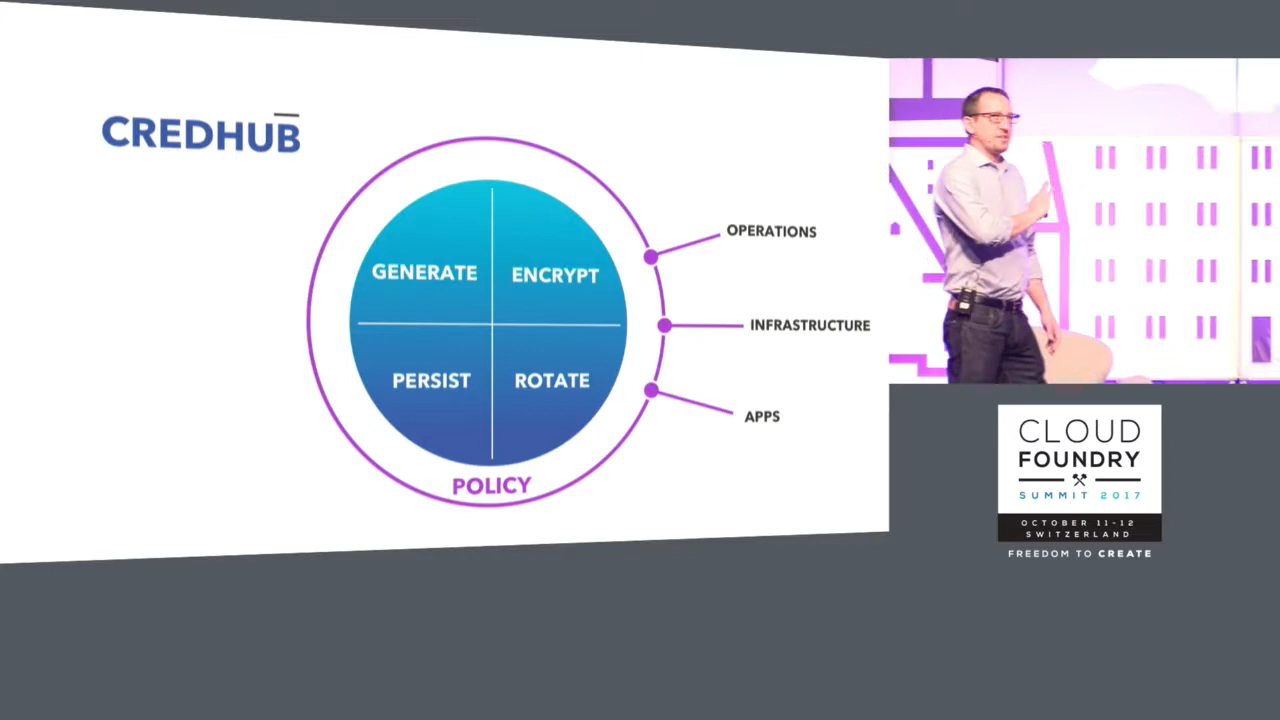 CREDHUB
GENERATE
ENCRYPT
PERSIST
ROTATE
POLICY
OPERATIONS
INFRASTRUCTURE
APPS
CLOUD
FOUNDRY
SUMMIT 2017
OCTOBER 11-12
SWITZERLAND
FREEDOM TO CREATE